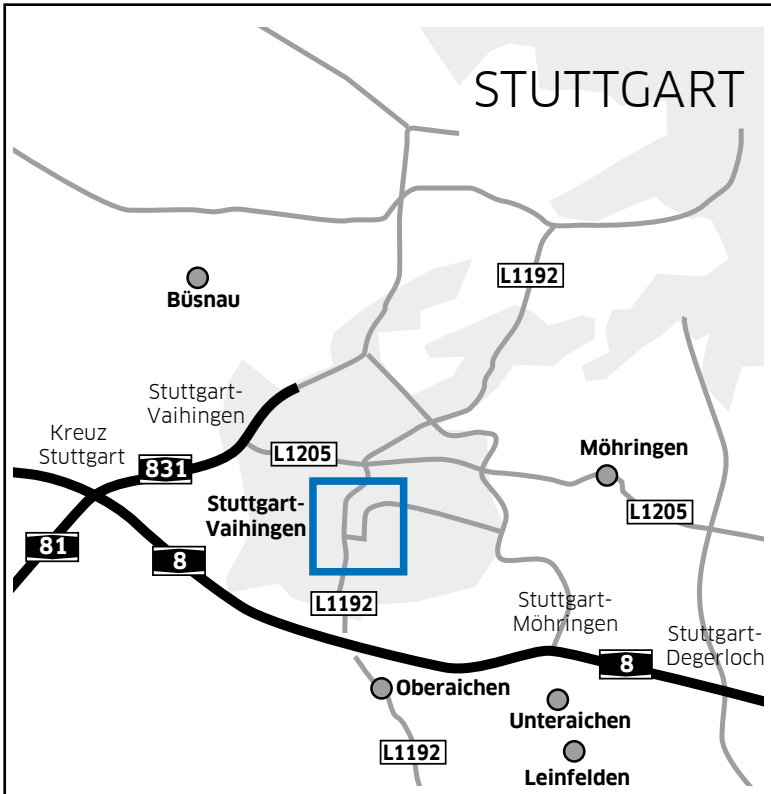 STUTTGART
L1192
Büsnau
Stuttgart-
Vaihingen
Kreuz
Stuttgart
831
L1205
Möhringen
L1205
Stuttgart-
Vaihingen
81
8
L1192
Stuttgart-
Möhringen
Stuttgart-
Degerloch
8
Oberaichen
Unteraichen
L1192
Leinfelden